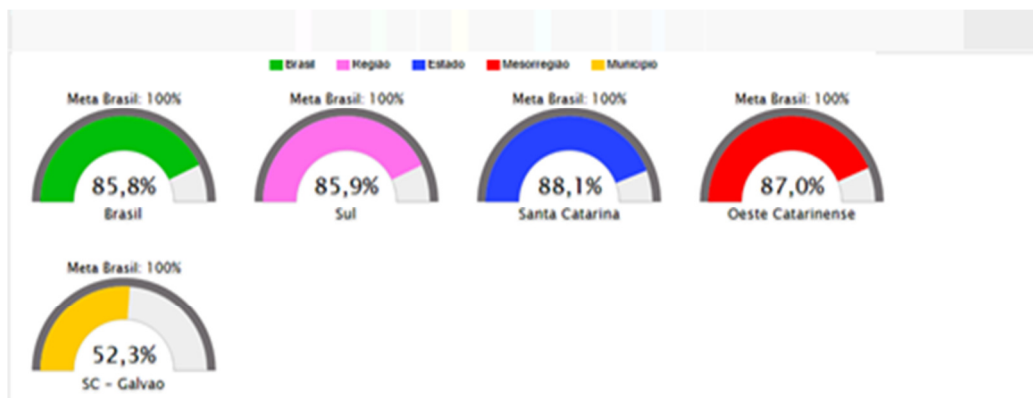 Brasil Região Estado Mesorregião Município
Meta Brasil: 100% Meta Brasil: 100% Meta Brasil: 100% Meta Brasil: 100%
85,8% 85,9% 88,1% 87,0%
Brasil Sul Santa Catarina Oeste Catarinense
Meta Brasil: 100%
52,3%
SC - Galvao